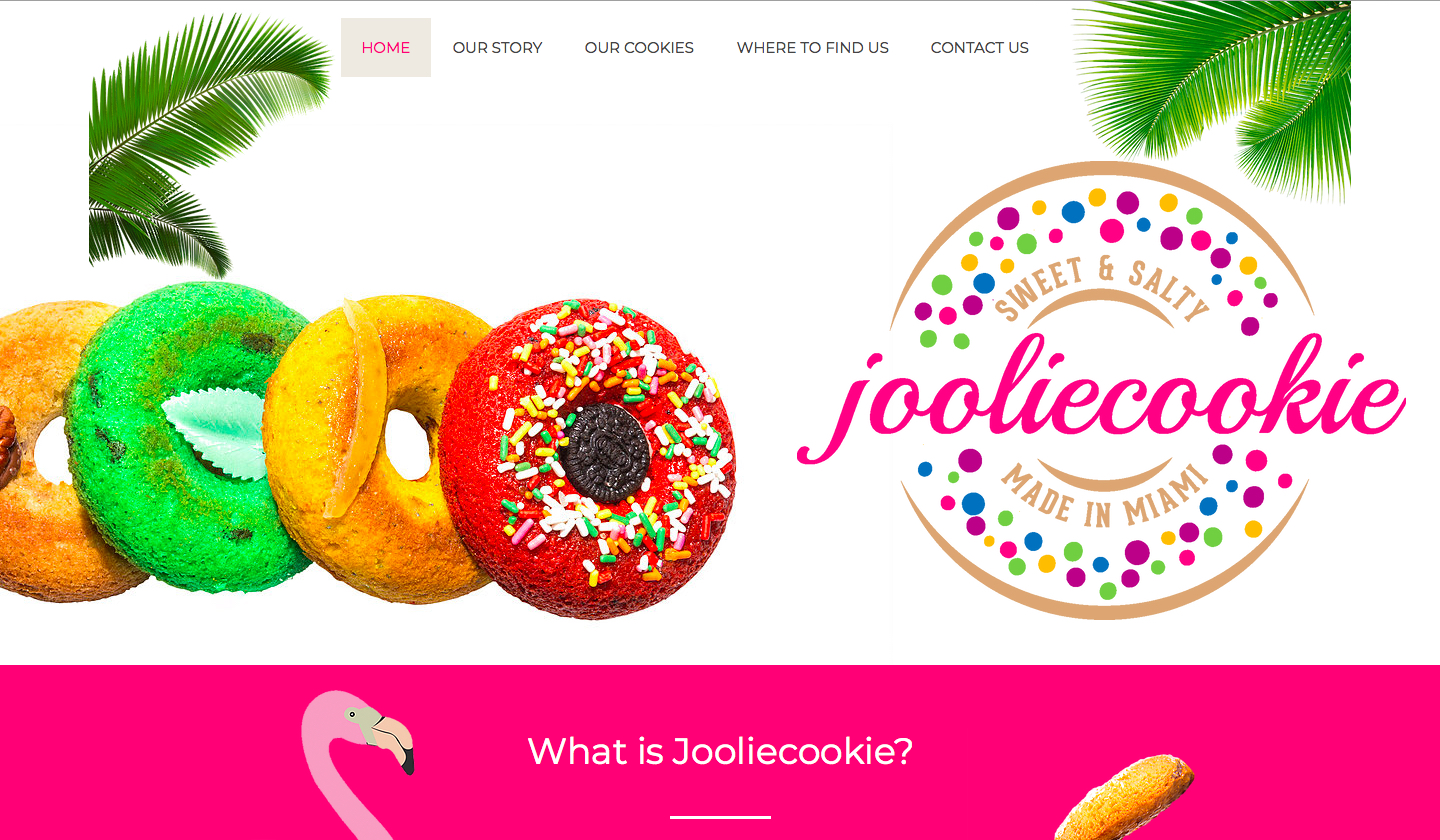 HOME OUR STORY OUR COOKIES WHERE TO FIND US CONTACT US
SWEET & SALTY
jooliecookie
MADE IN MIAMI
What is Jooliecookie?